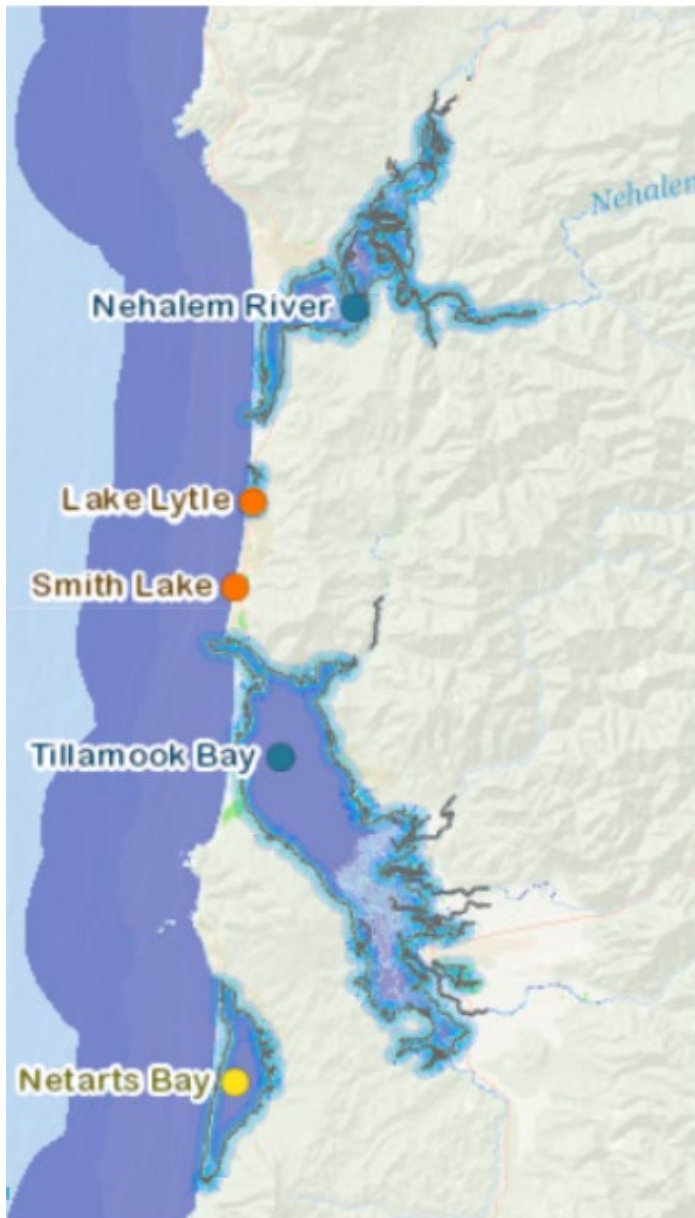 Nehalem
Nehalem River
Lake Lytle
Smith Lake
Tillamook Bay
Netarts Bay